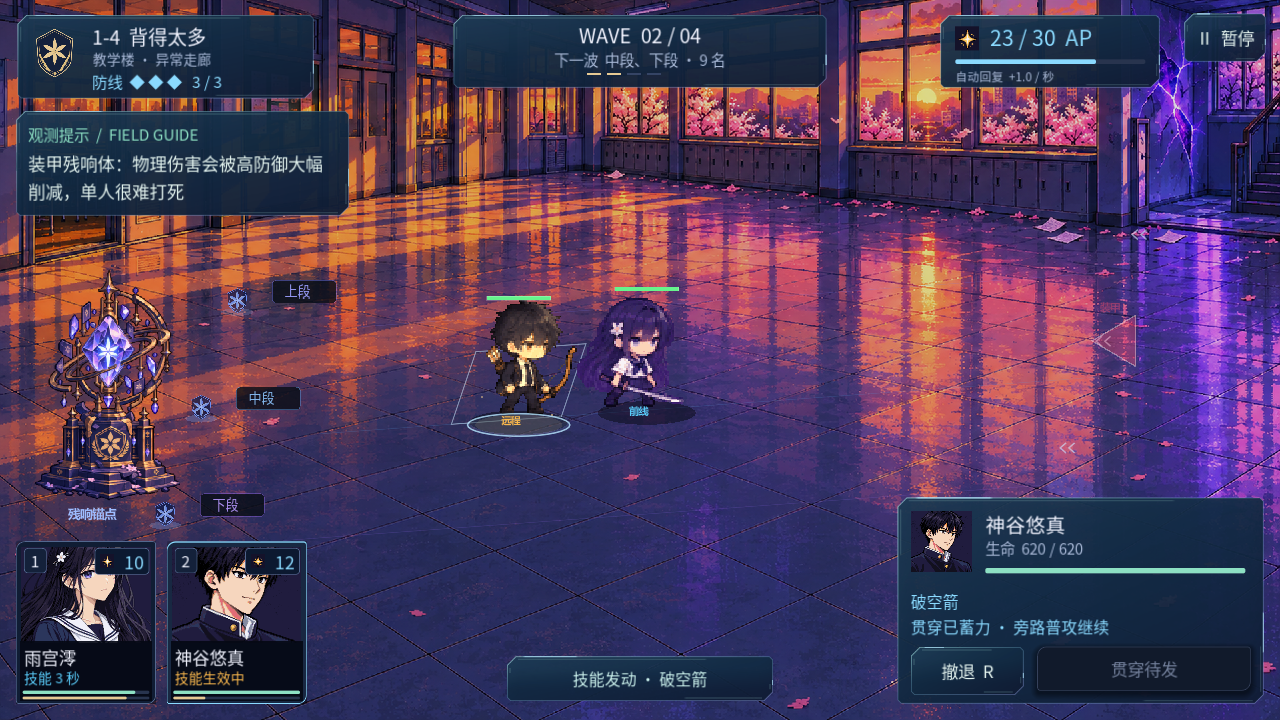 1-4 背得太多
教学楼 · 异常走廊
防线 3 / 3
WAVE 02 / 04
下一波 中段、下段 · 9 名
23 / 30 AP
自动回复 +1.0 / 秒
暂停
观测提示 / FIELD GUIDE
装甲残响体：物理伤害会被高防御大幅
削减，单人很难打死
上段
中段
下段
残响锚点
远程
前线
1
10
雨宫澪
技能 3 秒
2
12
神谷悠真
技能生效中
技能发动 · 破空箭
神谷悠真
生命 620 / 620
破空箭
贯穿已蓄力 · 旁路普攻继续
撤退 R
贯穿待发